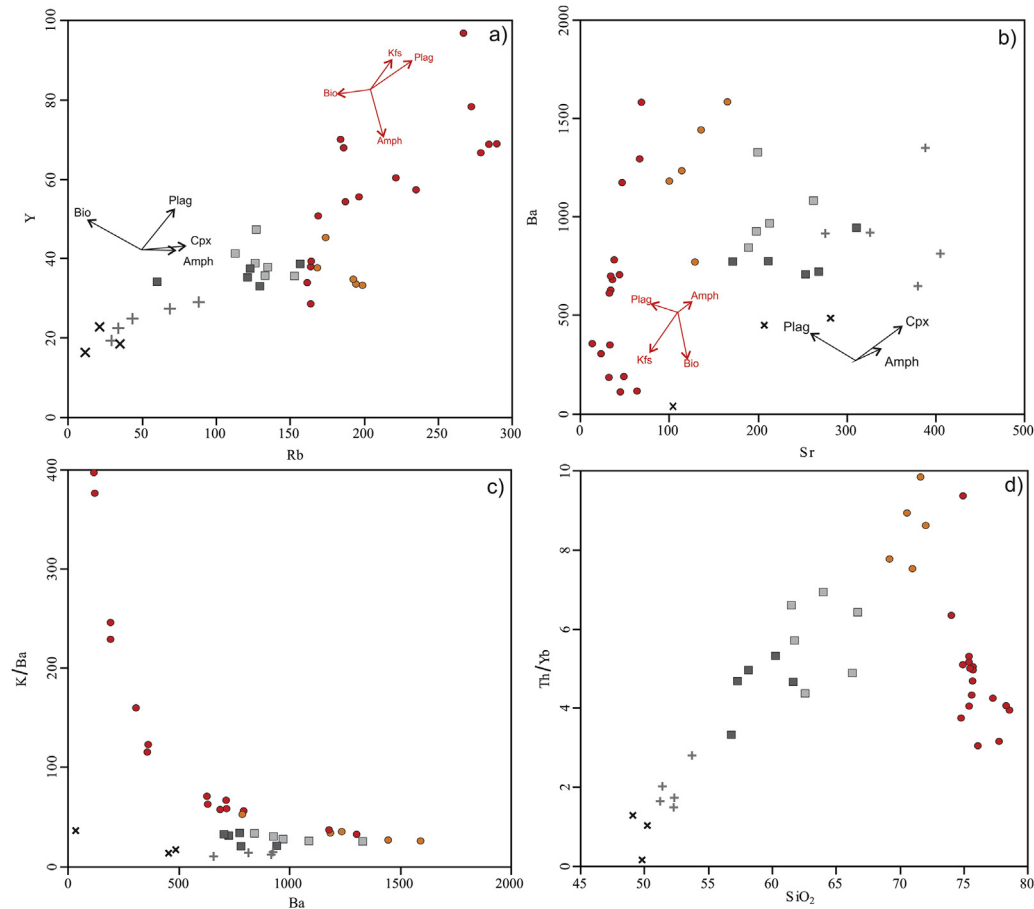 a)
100
80
60
40
20
0
Y
Kfs
Plag
Bio
Amph
Plag
Bio
Cpx
Amph
0 50 100 150 200 250 300
Rb
b)
2000
1500
1000
500
0
Ba
Plag
Amph
Kfs
Bio
Plag
Cpx
Amph
0 100 200 300 400 500
Sr
c)
400
300
200
100
0
K/Ba
0 500 1000 1500 2000
Ba
d)
10
8
6
4
2
0
Th/Yb
45 50 55 60 65 70 75 80
SiO₂